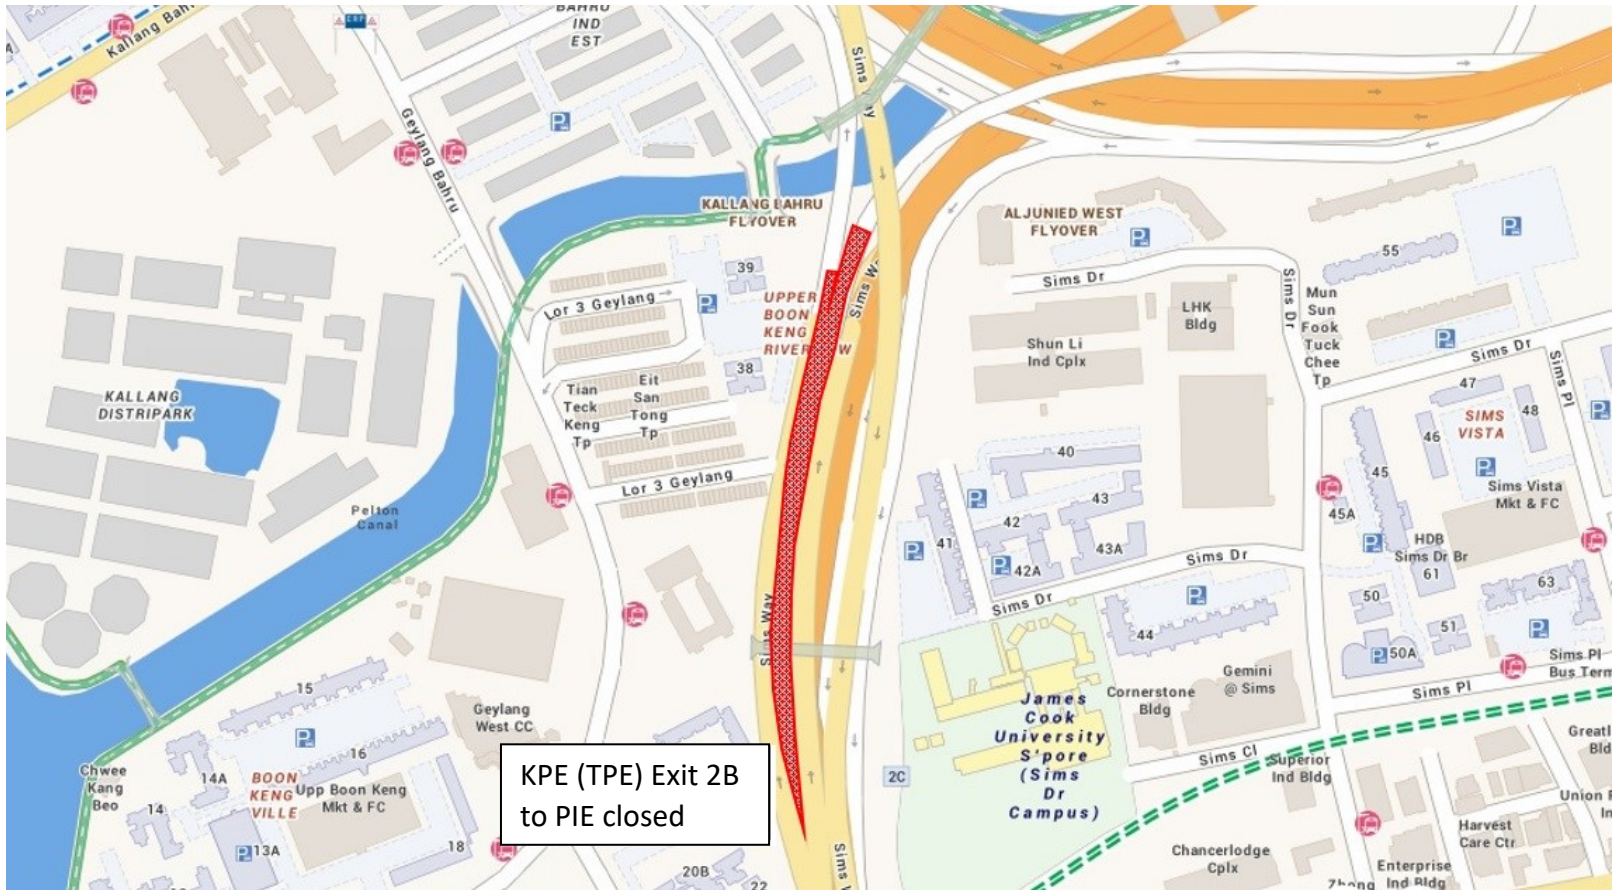 BAHRU
IND
EST
ERP
Kallang Bahru
Sims Way
Geylang Bahru
KALLANG BAHRU
FLYOVER
ALJUNIED WEST
FLYOVER
Sims Dr
55
39
Lor 3 Geylang
UPPER
BOON
KENG
RIVERVIEW
Sims Way
LHK
Bldg
Sims Dr
Mun
Sun
Fook
Tuck
Chee
Tp
Shun Li
Ind Cplx
Sims Dr
Sims Pl
38
KALLANG
DISTRIPARK
Tian
Teck
Keng
Tp
Eit
San
Tong
Tp
47
SIMS
VISTA
48
46
45
40
Lor 3 Geylang
43
Sims Vista
Mkt & FC
45A
Pelton
Canal
42
41
43A
42A
HDB
Sims Dr Br
61
Sims Dr
63
50
Sims Dr
Sims Way
44
51
50A
Sims Pl
Bus Term
15
Gemini
@ Sims
Cornerstone
Bldg
Sims Pl
Geylang
West CC
James
Cook
University
S'pore
(Sims
Dr
Campus)
16
Sims Cl
Superior
Ind Bldg
14A
Chwee
Kang
Beo
BOON
KENG
VILLE
Upp Boon Keng
Mkt & FC
KPE (TPE) Exit 2B
to PIE closed
2C
14
13A
18
20B
22
Chancerlodge
Cplx
Harvest
Care Ctr
Enterprise
Ind Bldg